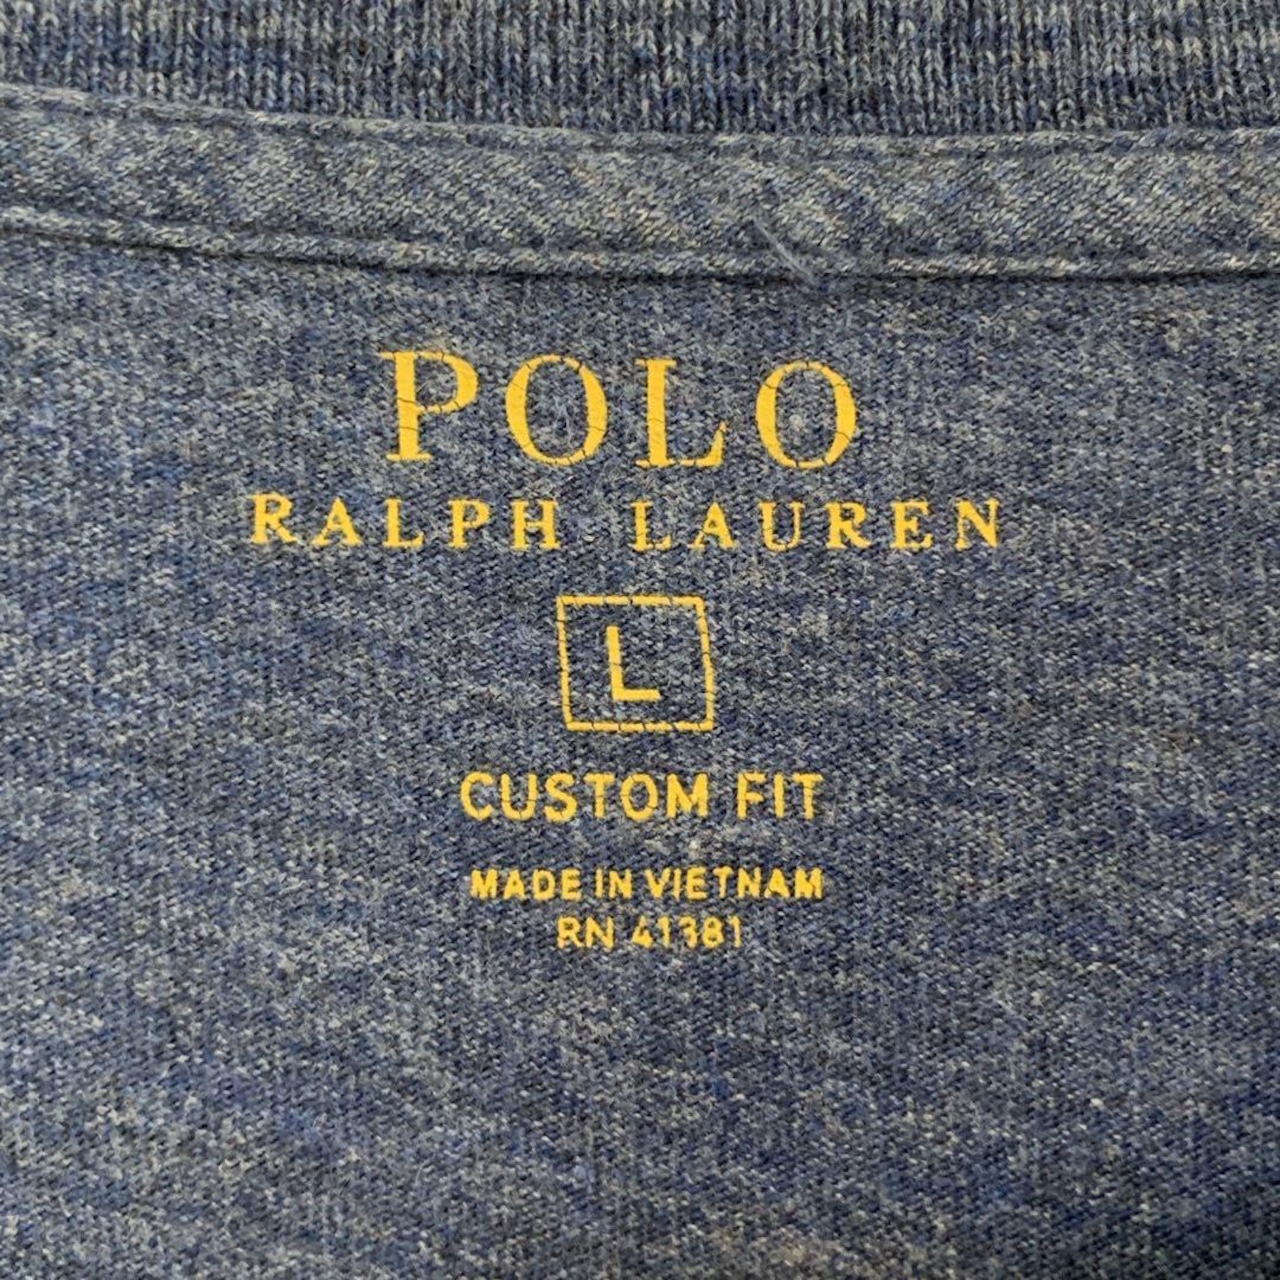 POLO
RALPH LAUREN
L
CUSTOM FIT
MADE IN VIETNAM
RN 41381